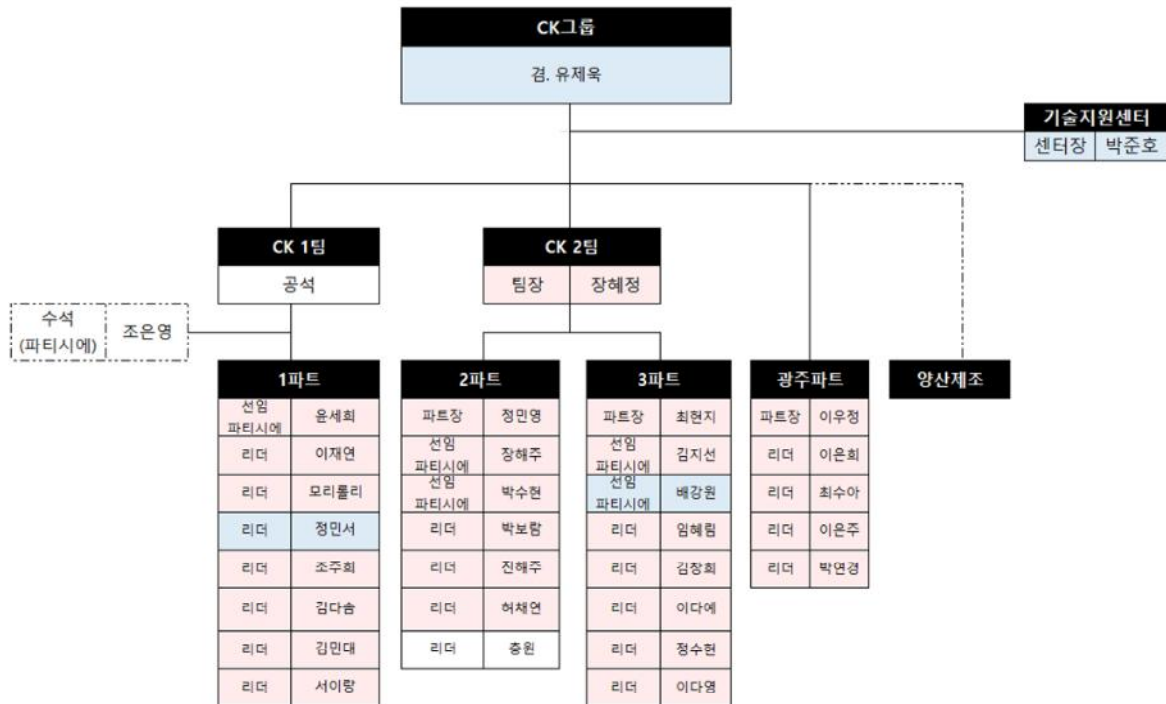 CK그룹
겸. 유제욱
기술지원센터
센터장 박준호
CK 1팀
공석
CK 2팀
팀장 장혜정
수석
(파티시에) 조은영
1파트
선임
파티시에 윤세희
리더 이재연
리더 모리롤리
리더 정민서
리더 조주희
리더 김다솜
리더 김민대
리더 서이량
2파트
파트장 정민영
선임
파티시에 장해주
선임
파티시에 박수현
리더 박보람
리더 진해주
리더 허채연
리더 충원
3파트
파트장 최현지
선임
파티시에 김지선
선임
파티시에 배강원
리더 임혜림
리더 김창희
리더 이다에
리더 정수현
리더 이다염
광주파트
파트장 이우정
리더 이은희
리더 최수아
리더 이은주
리더 박연경
양산제조